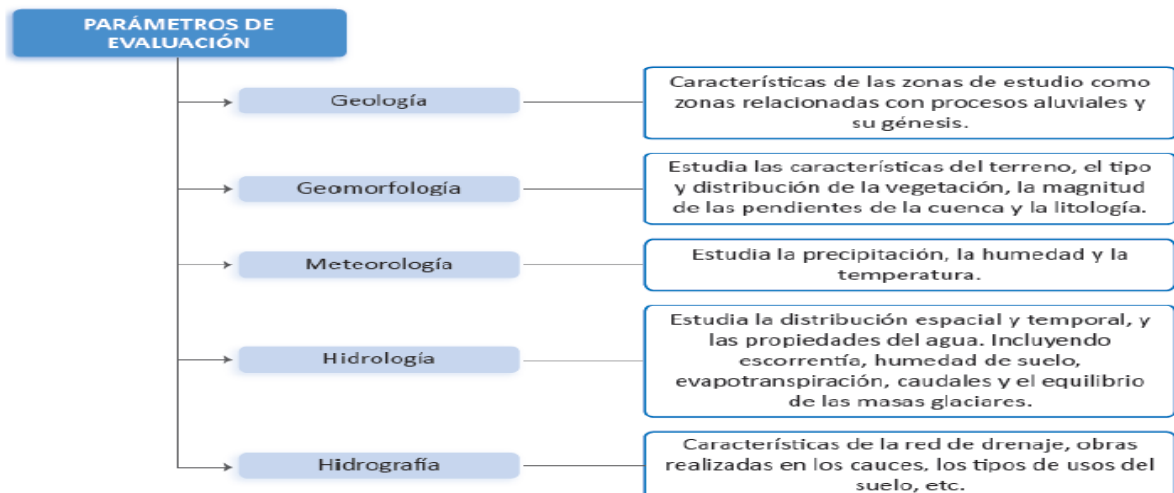 PARÁMETROS DE
EVALUACIÓN
Geología
Características de las zonas de estudio como
zonas relacionadas con procesos aluviales y
su génesis.
Geomorfología
Estudia las características del terreno, el tipo
y distribución de la vegetación, la magnitud
de las pendientes de la cuenca y la litología.
Meteorología
Estudia la precipitación, la humedad y la
temperatura.
Hidrología
Estudia la distribución espacial y temporal, y
las propiedades del agua. Incluyendo
escorrentía, humedad de suelo,
evapotranspiración, caudales y el equilibrio
de las masas glaciares.
Hidrografía
Características de la red de drenaje, obras
realizadas en los cauces, los tipos de usos del
suelo, etc.